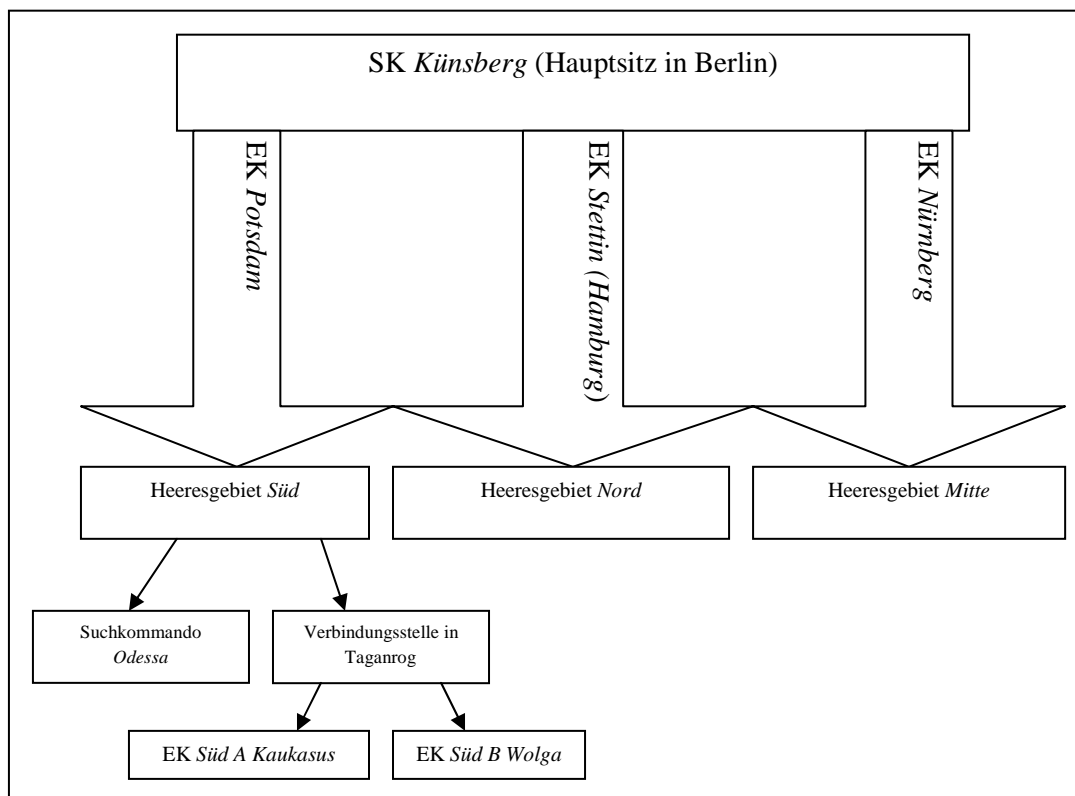 SK Künsberg (Hauptsitz in Berlin)
EK Potsdam
EK Stettin (Hamburg)
EK Nürnberg
Heeresgebiet Süd
Heeresgebiet Nord
Heeresgebiet Mitte
Suchkommando
Odessa
Verbindungsstelle in
Taganrog
EK Süd A Kaukasus
EK Süd B Wolga